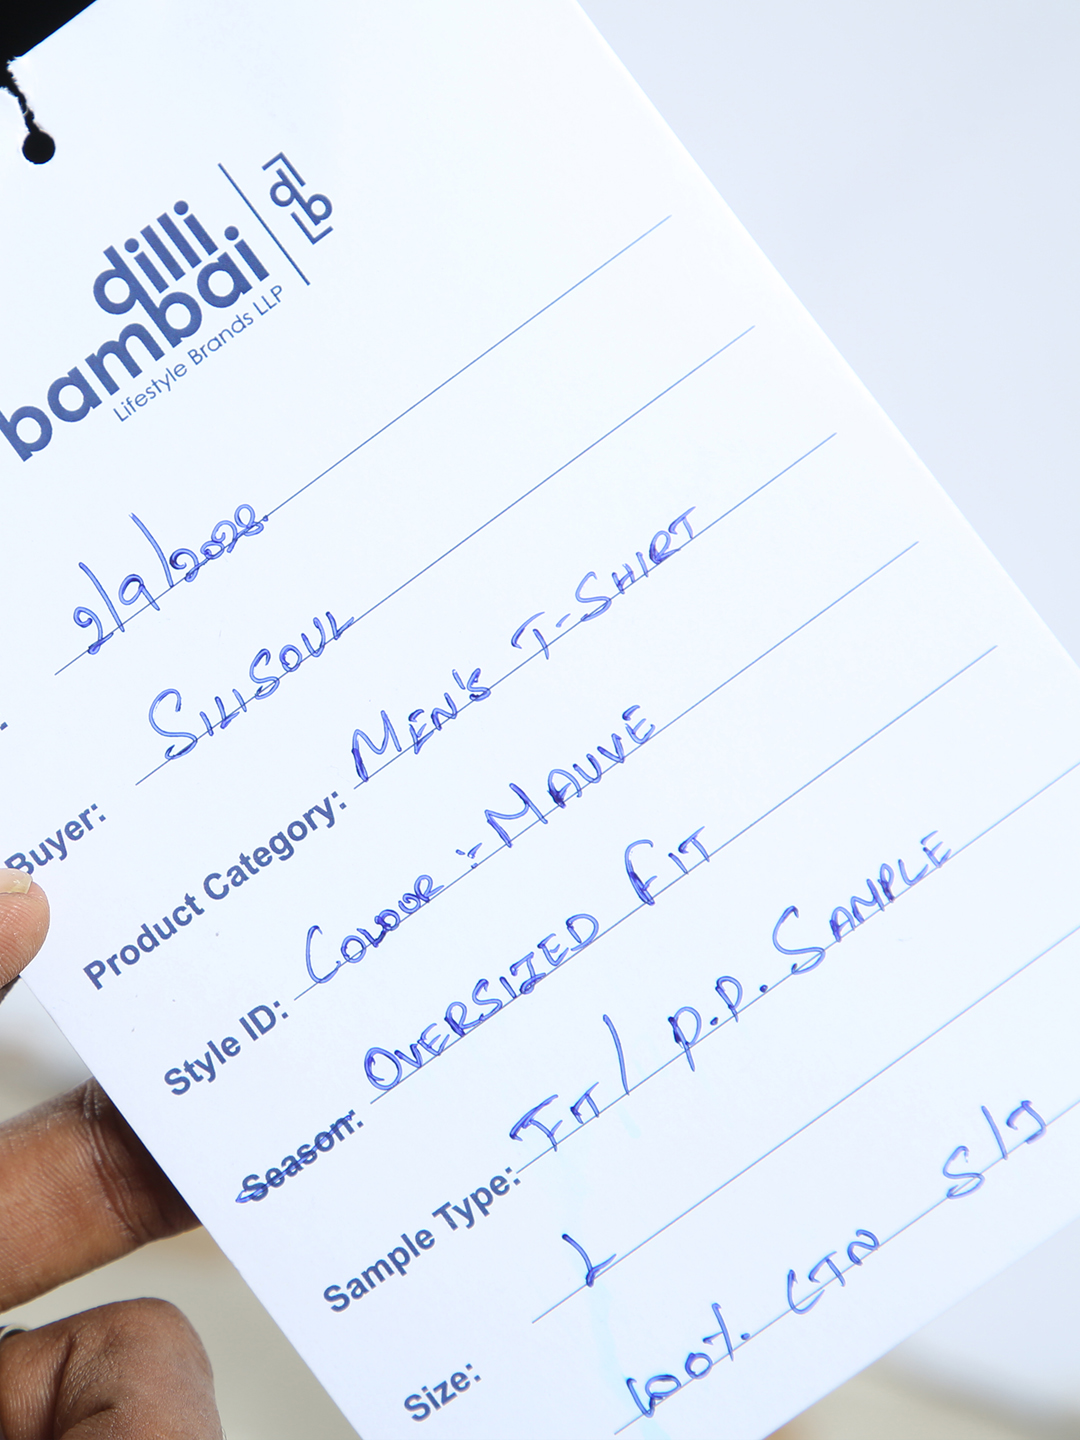 dilli
bambai
Lifestyle Brands LLP
db
2/9/2028.
Buyer: SILISOUL
Product Category: MEN'S T-SHIRT
Style ID: COLOUR :- MAUVE
Season: OVERSIZED FIT
Sample Type: FIT / P.P. SAMPLE
Size: L
100%. CTN S/J